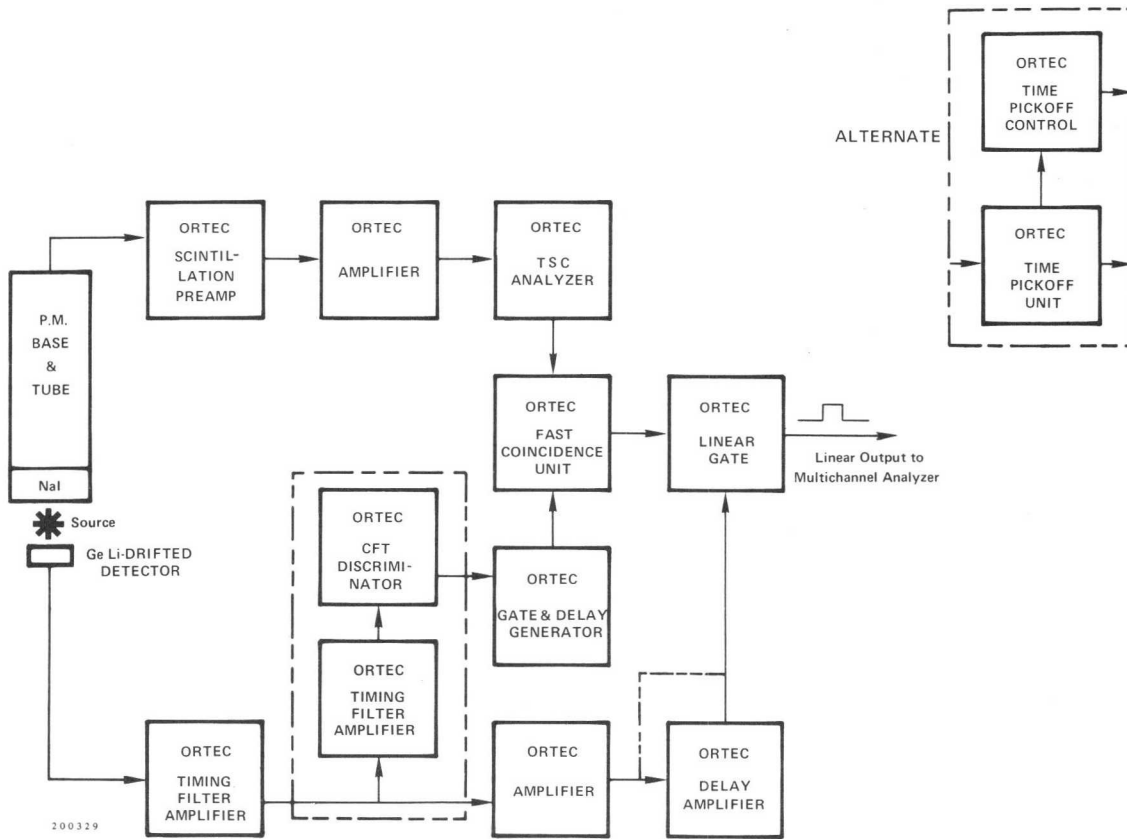 ALTERNATE
ORTEC
TIME
PICKOFF
CONTROL
ORTEC
TIME
PICKOFF
UNIT
P.M.
BASE
&
TUBE
NaI
Source
Ge Li-DRIFTED
DETECTOR
ORTEC
SCINTIL-
LATION
PREAMP
ORTEC
AMPLIFIER
ORTEC
TSC
ANALYZER
ORTEC
FAST
COINCIDENCE
UNIT
ORTEC
LINEAR
GATE
Linear Output to
Multichannel Analyzer
ORTEC
CFT
DISCRIMI-
NATOR
ORTEC
GATE & DELAY
GENERATOR
ORTEC
TIMING
FILTER
AMPLIFIER
ORTEC
TIMING
FILTER
AMPLIFIER
ORTEC
AMPLIFIER
ORTEC
DELAY
AMPLIFIER
200329